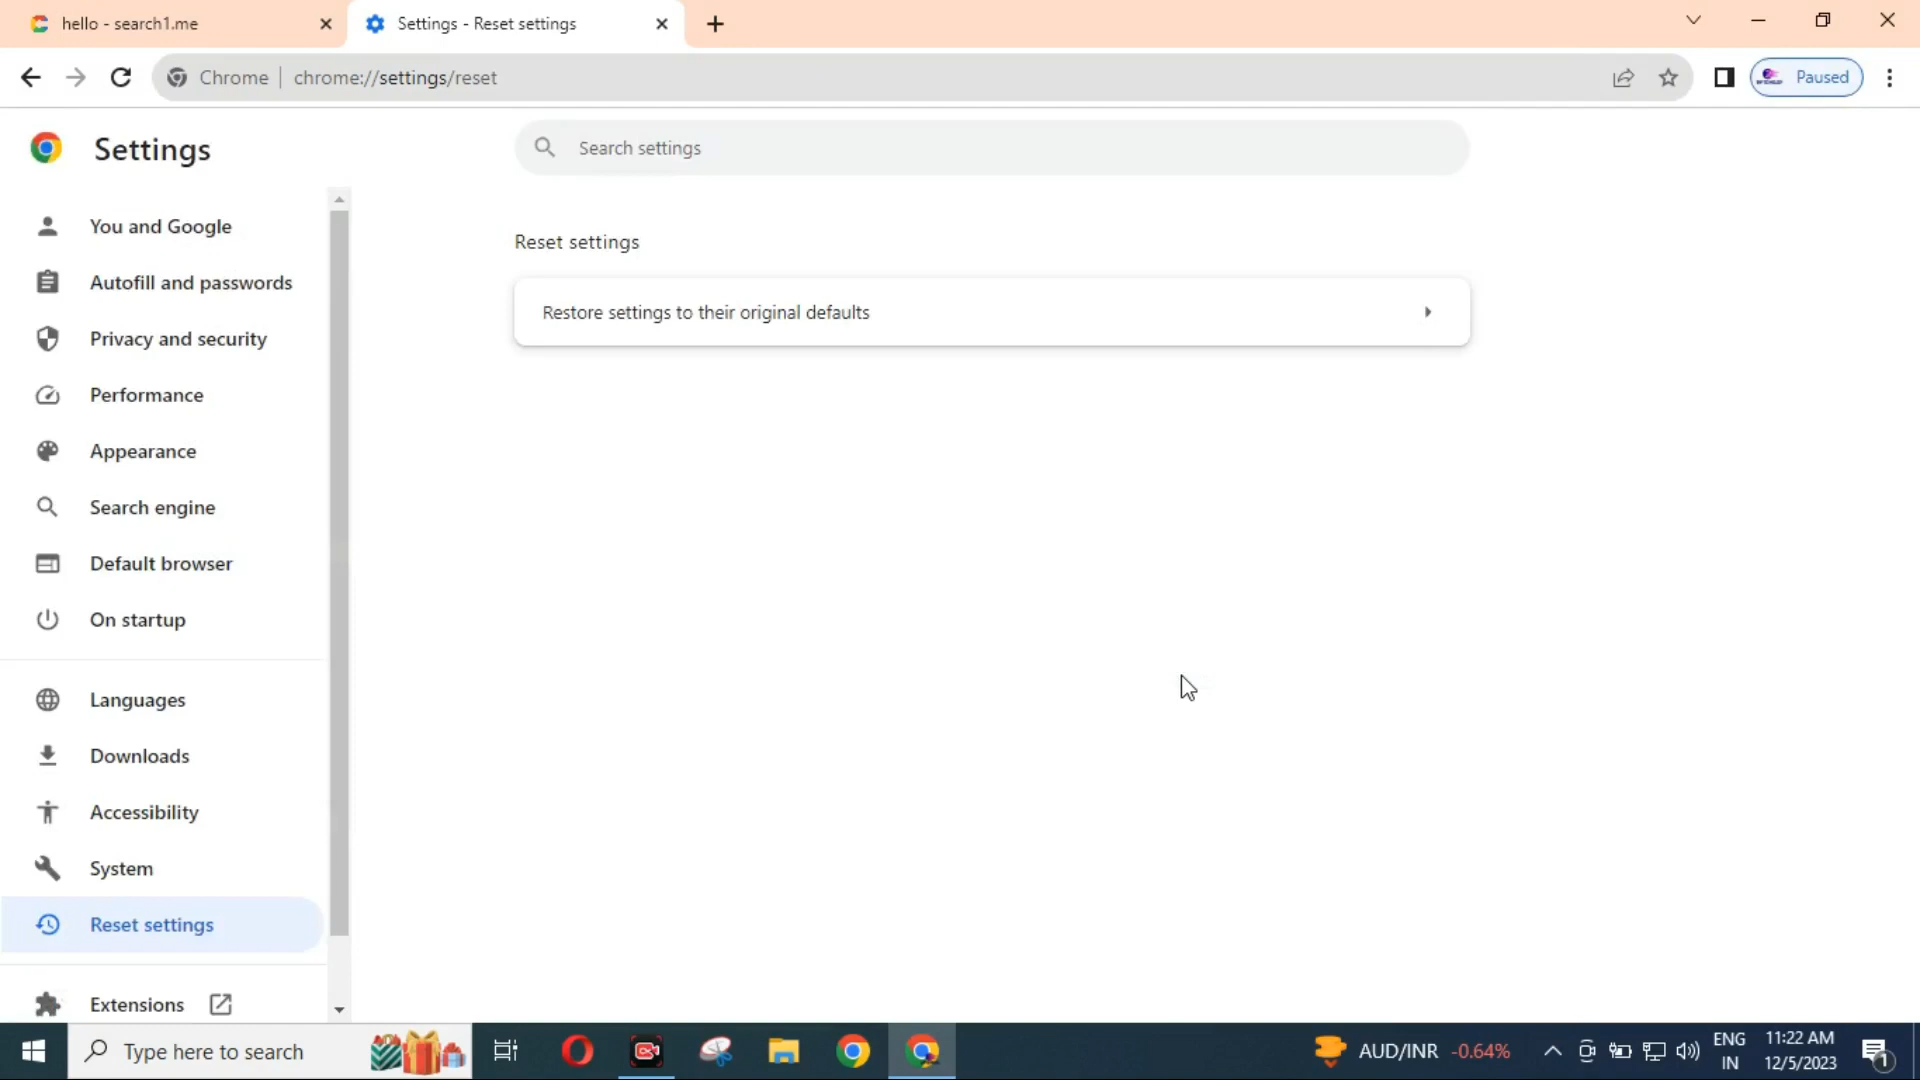 hello - search1.me
Settings - Reset settings
Chrome
chrome://settings/reset
Paused
Settings
Search settings
You and Google
Autofill and passwords
Privacy and security
Performance
Appearance
Search engine
Default browser
On startup
Languages
Downloads
Accessibility
System
Reset settings
Extensions
Reset settings
Restore settings to their original defaults
Type here to search
AUD/INR -0.64%
ENG
IN
11:22 AM
12/5/2023
1